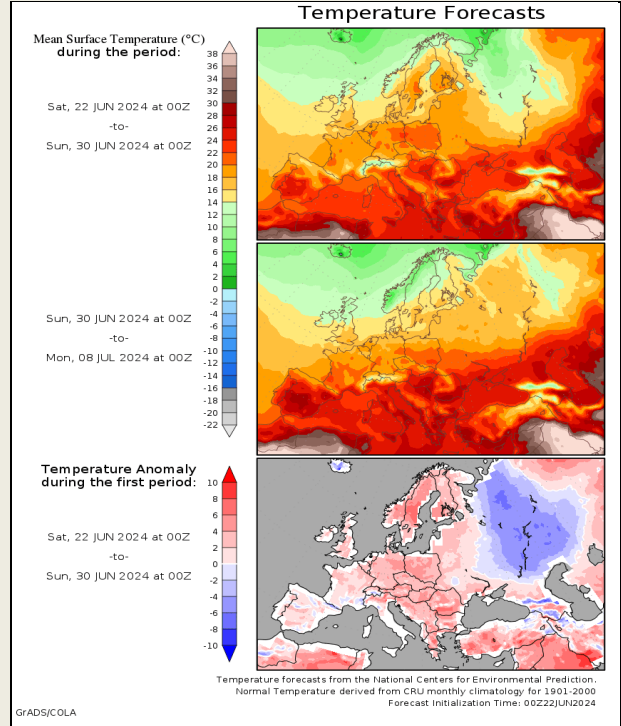 Temperature Forecasts
Mean Surface Temperature (°C)
during the period:
Sat, 22 JUN 2024 at 00Z
-to-
Sun, 30 JUN 2024 at 00Z
38
36
34
32
30
28
26
24
22
20
18
16
14
12
10
8
6
4
2
0
-2
-4
-6
-8
-10
-12
-14
-16
-18
-20
-22
Sun, 30 JUN 2024 at 00Z
-to-
Mon, 08 JUL 2024 at 00Z
Temperature Anomaly
during the first period:
Sat, 22 JUN 2024 at 00Z
-to-
Sun, 30 JUN 2024 at 00Z
10
8
6
4
2
0
-2
-4
-6
-8
-10
Temperature forecasts from the National Centers for Environmental Prediction.
Normal Temperature derived from CRU monthly climatology for 1901-2000
Forecast Initialization Time: 00Z22JUN2024
GrADS/COLA